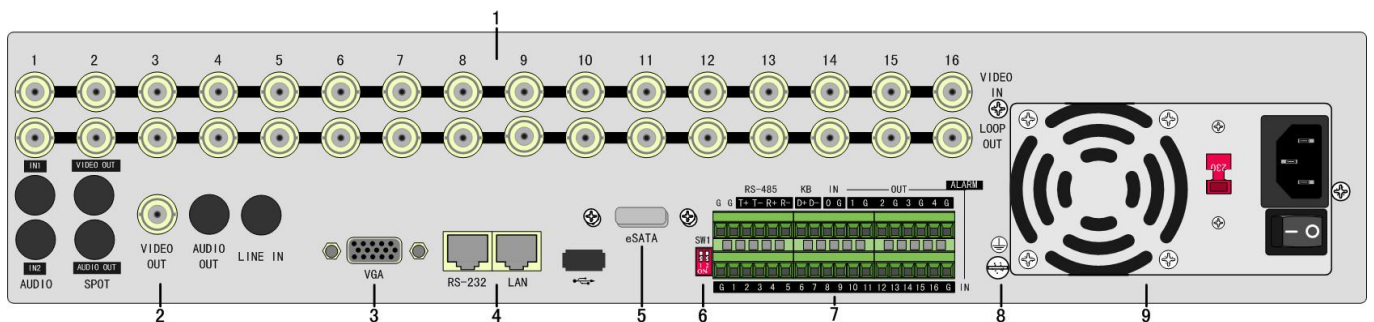 1
1 2 3 4 5 6 7 8 9 10 11 12 13 14 15 16
VIDEO
IN
LOOP
OUT
IN1
VIDEO OUT
IN2
AUDIO OUT
AUDIO
SPOT
VIDEO
OUT
AUDIO
OUT
LINE IN
VGA
RS-232
LAN
eSATA
RS-485 KB IN OUT ALARM
G G T+ T- R+ R- D+ D- 0 G 1 G 2 G 3 G 4 G
SW1
1 2
ON
G 1 2 3 4 5 6 7 8 9 10 11 12 13 14 15 16 G IN
- O
2 3 4 5 6 7 8 9